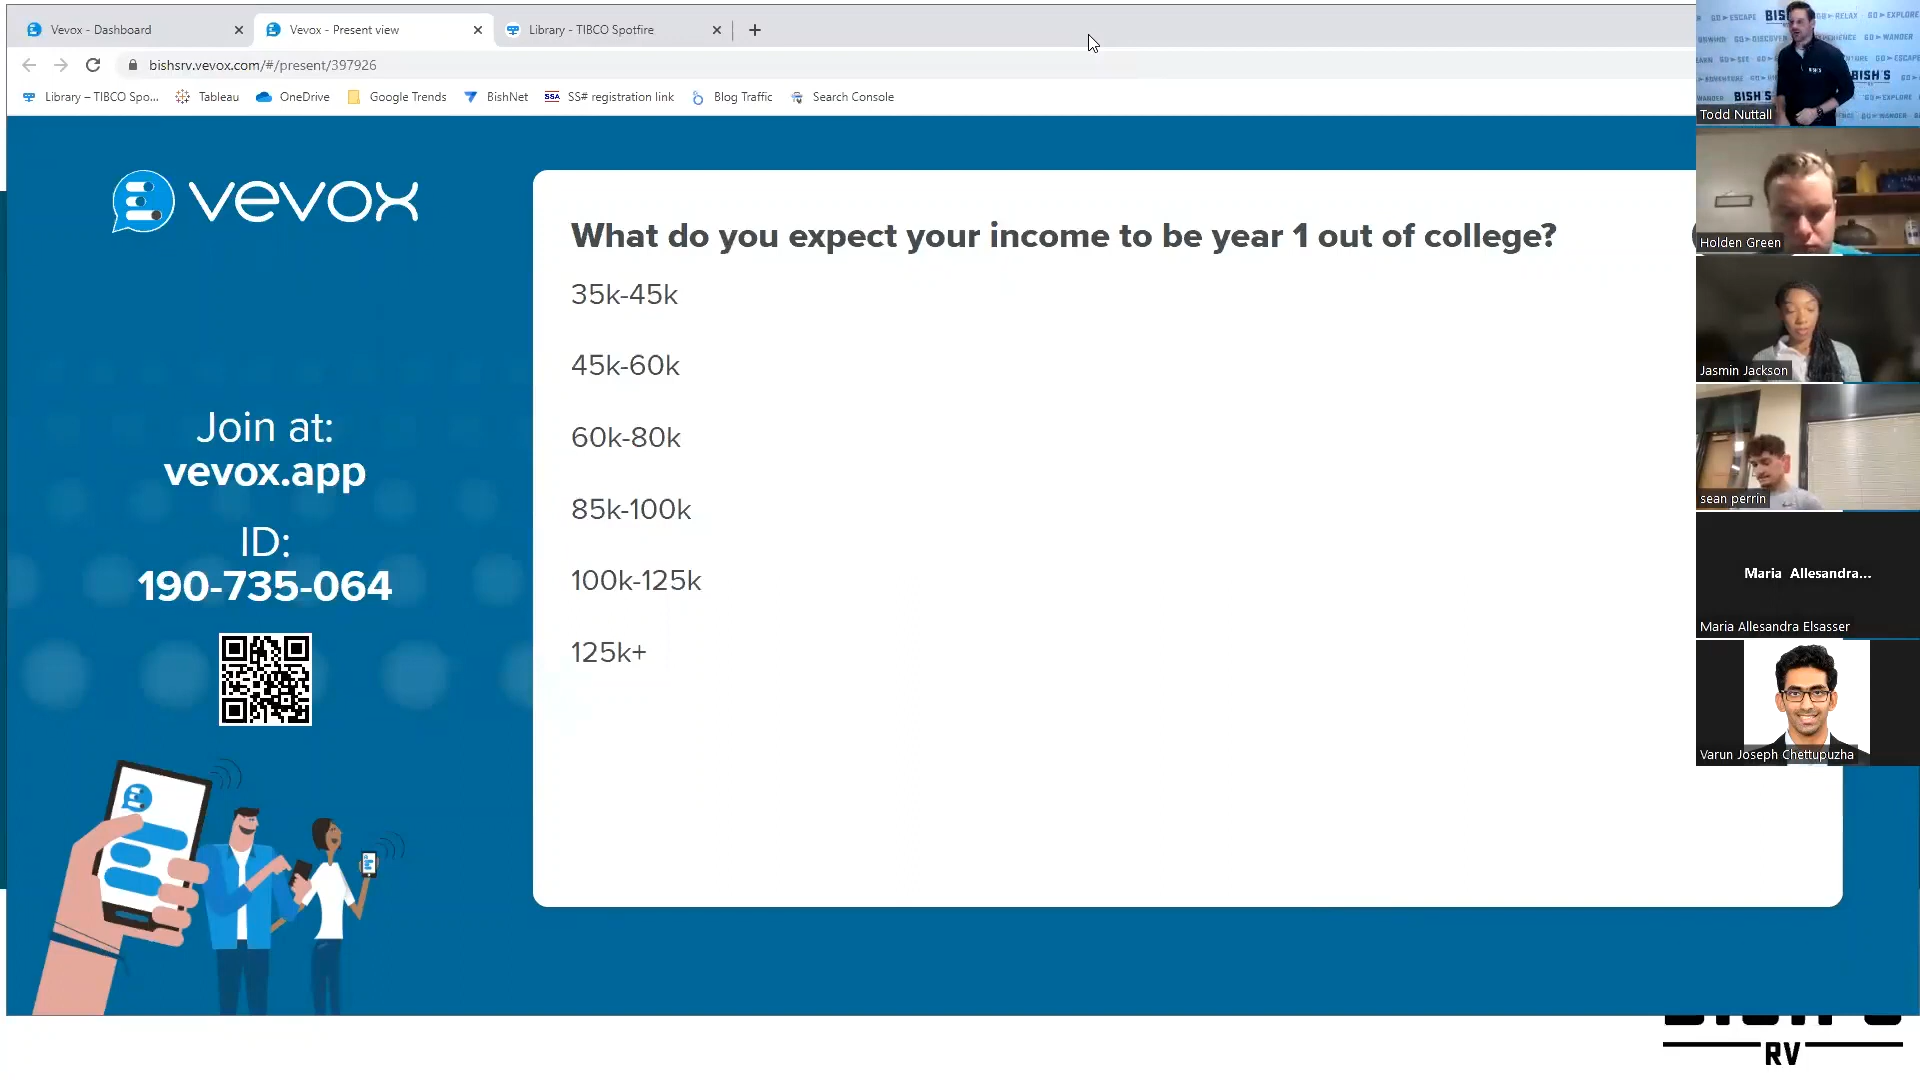 Vevox - Dashboard
Vevox - Present view
Library - TIBCO Spotfire
bishsrv.vevox.com/#/present/397926
Library – TIBCO Spo...
Tableau
OneDrive
Google Trends
BishNet
SSA
SS# registration link
Blog Traffic
Search Console
vevox
Join at:
vevox.app
ID:
190-735-064
What do you expect your income to be year 1 out of college?
35k-45k
45k-60k
60k-80k
85k-100k
100k-125k
125k+
BISH'S
BISH'S
Todd Nuttall
Holden Green
Jasmin Jackson
sean perrin
Maria Allesandra...
Maria Allesandra Elsasser
Varun Joseph Chettupuzha
RV